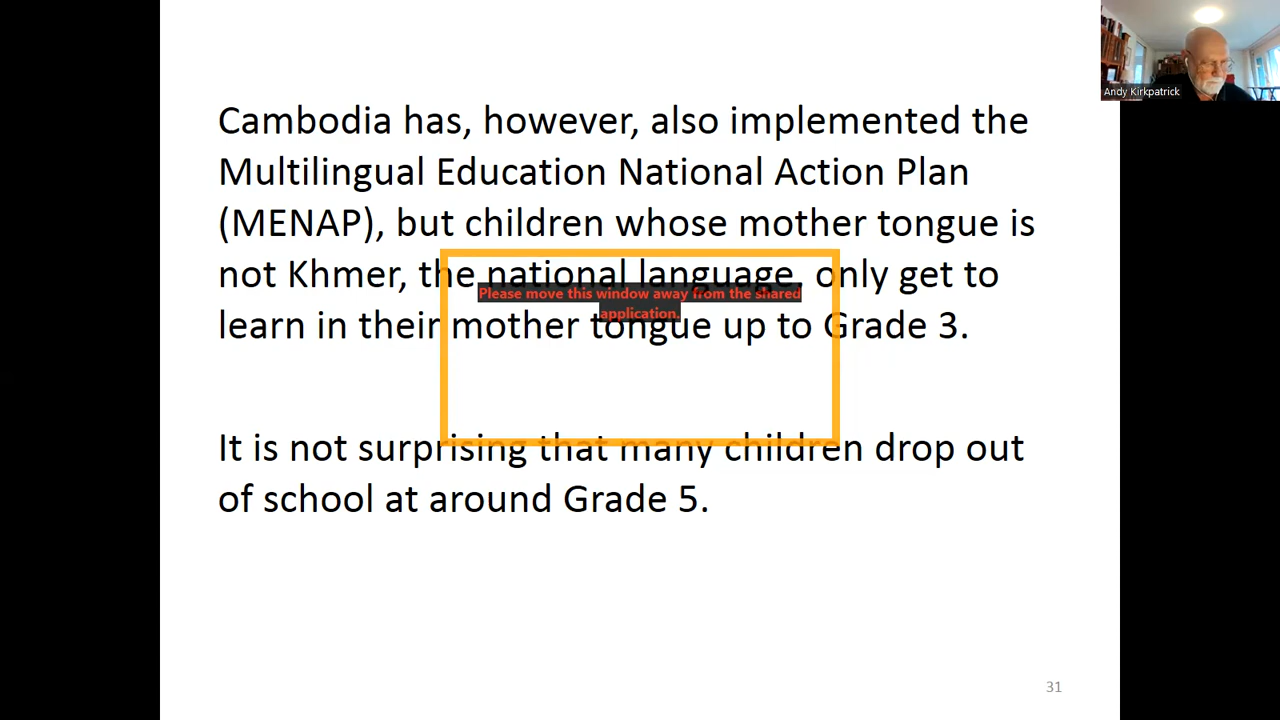 Cambodia has, however, also implemented the
Multilingual Education National Action Plan
(MENAP), but children whose mother tongue is
not Khmer, the national language, only get to
learn in their mother tongue up to Grade 3.
Please move this window away from the shared
application.
It is not surprising that many children drop out
of school at around Grade 5.
31
Andy Kirkpatrick